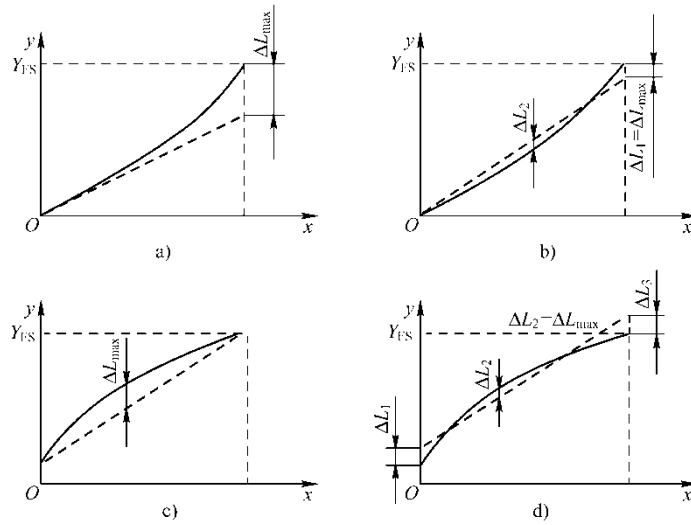 y
Y_FS
ΔL_max
O
x
a)
y
Y_FS
ΔL_2
ΔL_1=ΔL_max
O
x
b)
y
Y_FS
ΔL_max
O
x
c)
y
Y_FS
ΔL_2=ΔL_max
ΔL_3
ΔL_2
ΔL_1
O
x
d)